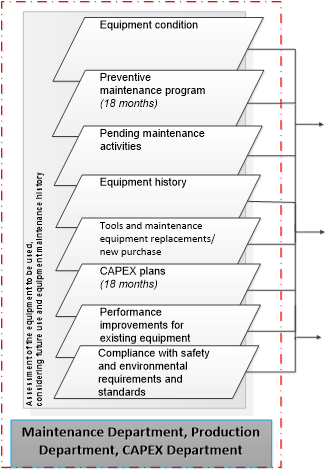 Equipment condition
Preventive
maintenance program
(18 months)
Pending maintenance
activities
Equipment history
Tools and maintenance
equipment replacements/
new purchase
CAPEX plans
(18 months)
Performance
improvements for
existing equipment
Compliance with safety
and environmental
requirements and
standards
Assessment of the equipment to be used,
considering future use and equipment maintenance history
Maintenance Department, Production
Department, CAPEX Department